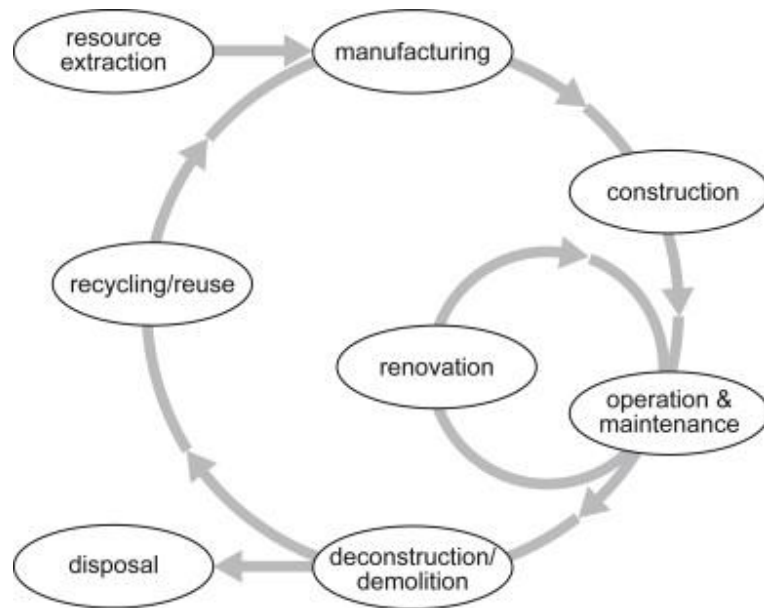 resource
extraction
manufacturing
construction
recycling/reuse
renovation
operation &
maintenance
disposal
deconstruction/
demolition